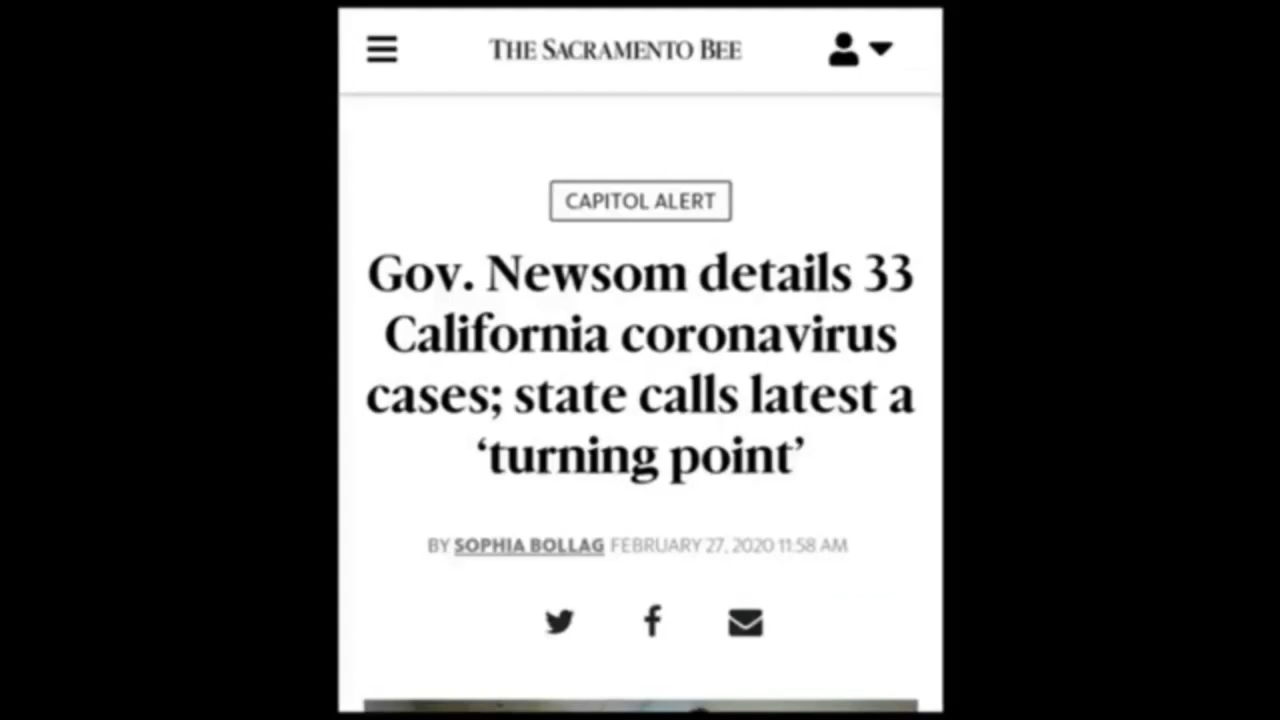 THE SACRAMENTO BEE
CAPITOL ALERT
Gov. Newsom details 33
California coronavirus
cases; state calls latest a
‘turning point’
BY SOPHIA BOLLAG FEBRUARY 27, 2020 11:58 AM